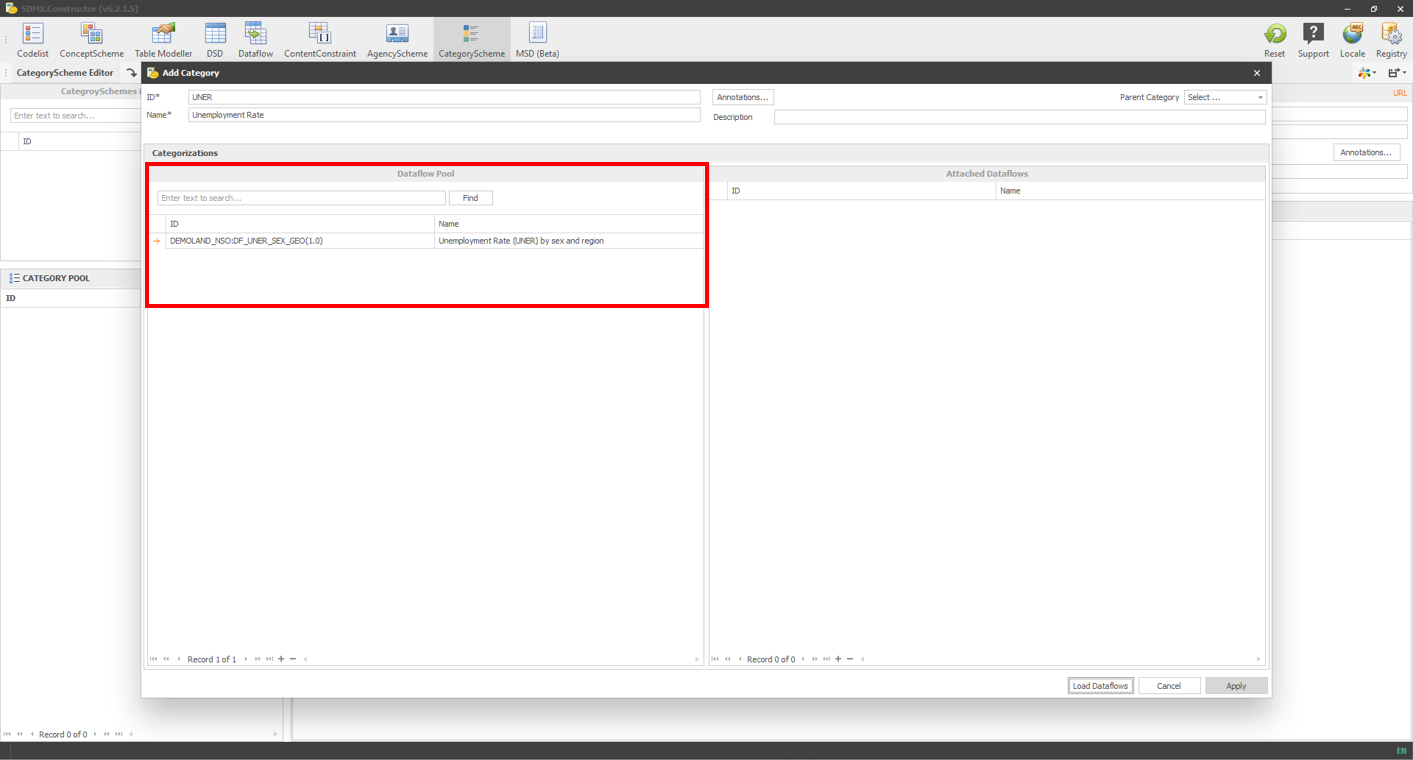 SDMX.Constructor (v6.2.1.5)
Codelist ConceptScheme Table Modeller DSD Dataflow ContentConstraint AgencyScheme CategoryScheme MSD (Beta) Reset Support Locale Registry
CategoryScheme Editor
Add Category
CategroySchemes i
URL
ID* UNER Annotations... Parent Category Select ...
Name* Unemployment Rate Description
Enter text to search...
ID
Annotations...
Categorizations
Dataflow Pool Attached Dataflows
Enter text to search... Find
ID Name
ID Name
DEMOLAND_NSO:DF_UNER_SEX_GEO(1.0) Unemployment Rate (UNER) by sex and region
CATEGORY POOL
ID
Record 1 of 1 Record 0 of 0
Load Dataflows Cancel Apply
Record 0 of 0
EN